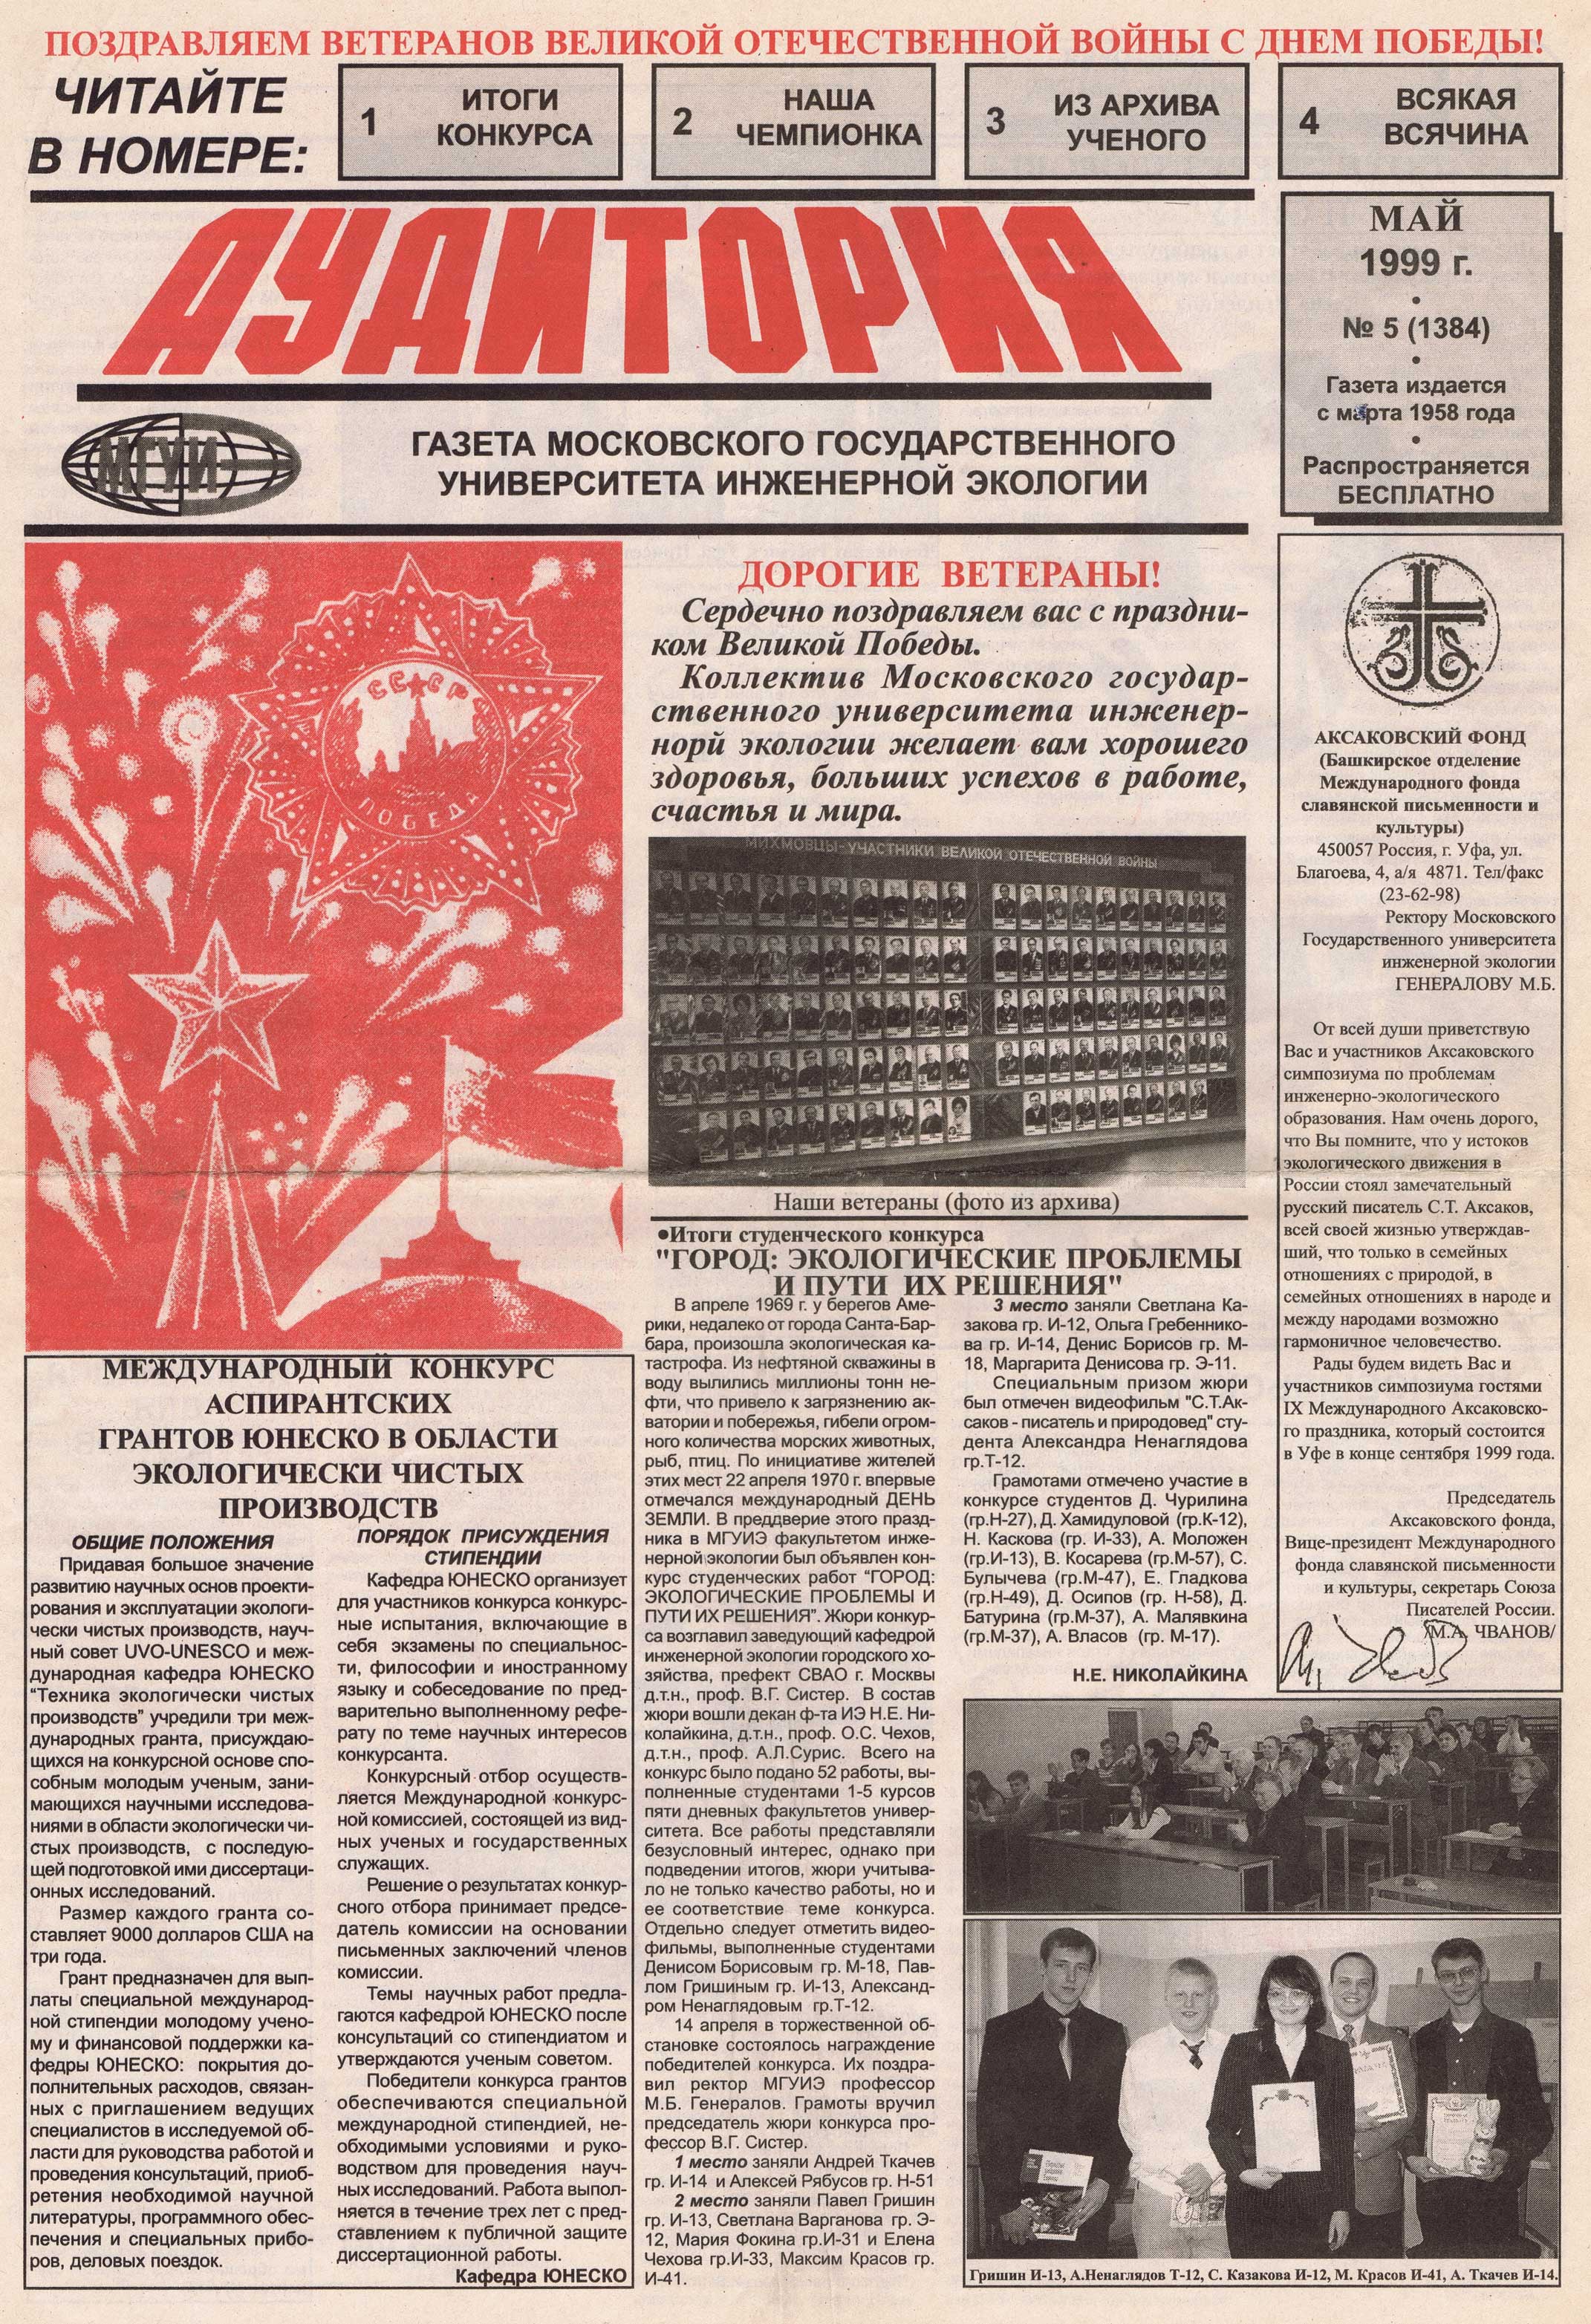 ПОЗДРАВЛЯЕМ ВЕТЕРАНОВ ВЕЛИКОЙ ОТЕЧЕСТВЕННОЙ ВОЙНЫ С ДНЕМ ПОБЕДЫ!
ЧИТАЙТЕ
В НОМЕРЕ:
1
ИТОГИ
КОНКУРСА
2
НАША
ЧЕМПИОНКА
3
ИЗ АРХИВА
УЧЕНОГО
4
ВСЯКАЯ
ВСЯЧИНА
АУДИТОРИЯ
МАЙ
1999 г.
•
№ 5 (1384)
•
Газета издается
с марта 1958 года
•
Распространяется
БЕСПЛАТНО
МГУИ
ГАЗЕТА МОСКОВСКОГО ГОСУДАРСТВЕННОГО
УНИВЕРСИТЕТА ИНЖЕНЕРНОЙ ЭКОЛОГИИ
СССР
ПОБЕДА
ДОРОГИЕ ВЕТЕРАНЫ!
Сердечно поздравляем вас с праздни-
ком Великой Победы.
Коллектив Московского государ-
ственного университета инженер-
норй экологии желает вам хорошего
здоровья, больших успехов в работе,
счастья и мира.
МИХМОВЦЫ-УЧАСТНИКИ ВЕЛИКОЙ ОТЕЧЕСТВЕННОЙ ВОЙНЫ
Наши ветераны (фото из архива)
МЕЖДУНАРОДНЫЙ КОНКУРС
АСПИРАНТСКИХ
ГРАНТОВ ЮНЕСКО В ОБЛАСТИ
ЭКОЛОГИЧЕСКИ ЧИСТЫХ
ПРОИЗВОДСТВ
ОБЩИЕ ПОЛОЖЕНИЯ
Придавая большое значение
развитию научных основ проекти-
рования и эксплуатации экологи-
чески чистых производств, науч-
ный совет UVO-UNESCO и меж-
дународная кафедра ЮНЕСКО
“Техника экологически чистых
производств” учредили три меж-
дународных гранта, присуждаю-
щихся на конкурсной основе спо-
собным молодым ученым, зани-
мающихся научными исследова-
ниями в области экологически чи-
стых производств, с последую-
щей подготовкой ими диссертаци-
онных исследований.
Размер каждого гранта со-
ставляет 9000 долларов США на
три года.
Грант предназначен для вып-
латы специальной международ-
ной стипендии молодому учено-
му и финансовой поддержки ка-
федры ЮНЕСКО: покрытия до-
полнительных расходов, связан-
ных с приглашением ведущих
специалистов в исследуемой об-
ласти для руководства работой и
проведения консультаций, приоб-
ретения необходимой научной
литературы, программного обес-
печения и специальных прибо-
ров, деловых поездок.
ПОРЯДОК ПРИСУЖДЕНИЯ
СТИПЕНДИИ
Кафедра ЮНЕСКО организует
для участников конкурса конкурс-
ные испытания, включающие в
себя экзамены по специальнос-
ти, философии и иностранному
языку и собеседование по пред-
варительно выполненному рефе-
рату по теме научных интересов
конкурсанта.
Конкурсный отбор осуществ-
ляется Международной конкурс-
ной комиссией, состоящей из вид-
ных ученых и государственных
служащих.
Решение о результатах конкур-
сного отбора принимает предсе-
датель комиссии на основании
письменных заключений членов
комиссии.
Темы научных работ предла-
гаются кафедрой ЮНЕСКО после
консультаций со стипендиатом и
утверждаются ученым советом.
Победители конкурса грантов
обеспечиваются специальной
международной стипендией, не-
обходимыми условиями и руко-
водством для проведения науч-
ных исследований. Работа выпол-
няется в течение трех лет с пред-
ставлением к публичной защите
диссертационной работы.
Кафедра ЮНЕСКО
●Итоги студенческого конкурса
"ГОРОД: ЭКОЛОГИЧЕСКИЕ ПРОБЛЕМЫ
И ПУТИ ИХ РЕШЕНИЯ"
В апреле 1969 г. у берегов Аме-
рики, недалеко от города Санта-Бар-
бара, произошла экологическая ка-
тастрофа. Из нефтяной скважины в
воду вылились миллионы тонн не-
фти, что привело к загрязнению ак-
ватории и побережья, гибели огром-
ного количества морских животных,
рыб, птиц. По инициативе жителей
этих мест 22 апреля 1970 г. впервые
отмечался международный ДЕНЬ
ЗЕМЛИ. В преддверие этого празд-
ника в МГУИЭ факультетом инже-
нерной экологии был объявлен кон-
курс студенческих работ “ГОРОД:
ЭКОЛОГИЧЕСКИЕ ПРОБЛЕМЫ И
ПУТИ ИХ РЕШЕНИЯ”. Жюри конкур-
са возглавил заведующий кафедрой
инженерной экологии городского хо-
зяйства, префект СВАО г. Москвы
д.т.н., проф. В.Г. Систер. В состав
жюри вошли декан ф-та ИЭ Н.Е. Ни-
колайкина, д.т.н., проф. О.С. Чехов,
д.т.н., проф. А.Л.Сурис. Всего на
конкурс было подано 52 работы, вы-
полненные студентами 1-5 курсов
пяти дневных факультетов универ-
ситета. Все работы представляли
безусловный интерес, однако при
подведении итогов, жюри учитыва-
ло не только качество работы, но и
ее соответствие теме конкурса.
Отдельно следует отметить видео-
фильмы, выполненные студентами
Денисом Борисовым гр. М-18, Пав-
лом Гришиным гр. И-13, Александ-
ром Ненаглядовым гр.Т-12.
14 апреля в торжественной об-
становке состоялось награждение
победителей конкурса. Их поздра-
вил ректор МГУИЭ профессор
М.Б. Генералов. Грамоты вручил
председатель жюри конкурса про-
фессор В.Г. Систер.
1 место заняли Андрей Ткачев
гр. И-14 и Алексей Рябусов гр. Н-51
2 место заняли Павел Гришин
гр. И-13, Светлана Варганова гр. Э-
12, Мария Фокина гр.И-31 и Елена
Чехова гр.И-33, Максим Красов гр.
И-41.
3 место заняли Светлана Ка-
закова гр. И-12, Ольга Гребеннико-
ва гр. И-14, Денис Борисов гр. М-
18, Маргарита Денисова гр. Э-11.
Специальным призом жюри
был отмечен видеофильм "С.Т.Ак-
саков - писатель и природовед" сту-
дента Александра Ненаглядова
гр.Т-12.
Грамотами отмечено участие в
конкурсе студентов Д. Чурилина
(гр.Н-27), Д. Хамидуловой (гр.К-12),
Н. Каскова (гр. И-33), А. Моложен
(гр.И-13), В. Косарева (гр.М-57), С.
Булычева (гр.М-47), Е. Гладкова
(гр.Н-49), Д. Осипов (гр. Н-58), Д.
Батурина (гр.М-37), А. Малявкина
(гр.М-37), А. Власов (гр. М-17).
Н.Е. НИКОЛАЙКИНА
АКСАКОВСКИЙ ФОНД
(Башкирское отделение
Международного фонда
славянской письменности и
культуры)
450057 Россия, г. Уфа, ул.
Благоева, 4, а/я 4871. Тел/факс
(23-62-98)
Ректору Московского
Государственного университета
инженерной экологии
ГЕНЕРАЛОВУ М.Б.
От всей души приветствую
Вас и участников Аксаковского
симпозиума по проблемам
инженерно-экологического
образования. Нам очень дорого,
что Вы помните, что у истоков
экологического движения в
России стоял замечательный
русский писатель С.Т. Аксаков,
всей своей жизнью утверждав-
ший, что только в семейных
отношениях с природой, в
семейных отношениях в народе и
между народами возможно
гармоничное человечество.
Рады будем видеть Вас и
участников симпозиума гостями
IX Международного Аксаковско-
го праздника, который состоится
в Уфе в конце сентября 1999 года.
Председатель
Аксаковского фонда,
Вице-президент Международного
фонда славянской письменности
и культуры, секретарь Союза
Писателей России.
/М.А. ЧВАНОВ/
Гришин И-13, А.Ненаглядов Т-12, С. Казакова И-12, М. Красов И-41, А. Ткачев И-14.